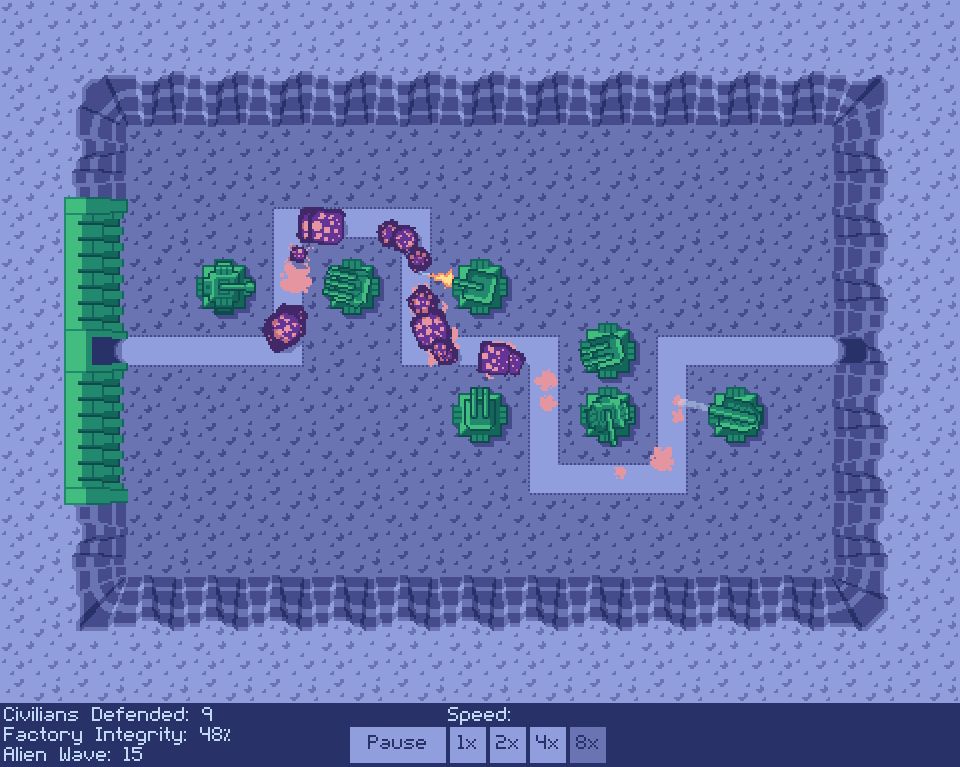 Civilians Defended: 9
Factory Integrity: 48%
Alien Wave: 15
Speed:
Pause 1x 2x 4x 8x